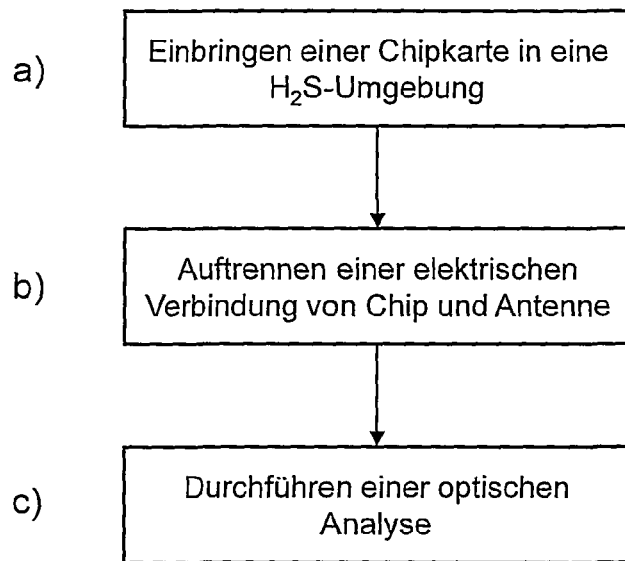 a)
Einbringen einer Chipkarte in eine
H₂S-Umgebung
b)
Auftrennen einer elektrischen
Verbindung von Chip und Antenne
c)
Durchführen einer optischen
Analyse